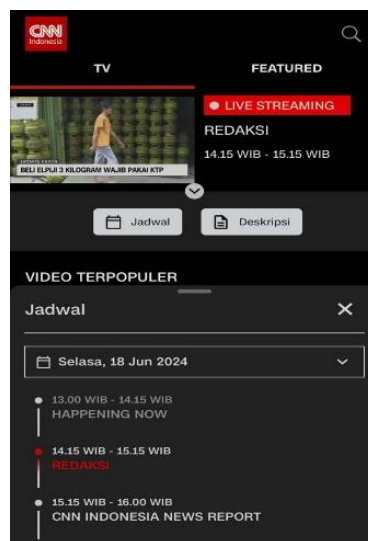 CNN
Indonesia
TV
FEATURED
LIVE STREAMING
REDAKSI
14.15 WIB - 15.15 WIB
BELI ELPIJI 3 KILOGRAM WAJIB PAKAI KTP
Jadwal
Deskripsi
VIDEO TERPOPULER
Jadwal
Selasa, 18 Jun 2024
13.00 WIB - 14.15 WIB
HAPPENING NOW
14.15 WIB - 15.15 WIB
REDAKSI
15.15 WIB - 16.00 WIB
CNN INDONESIA NEWS REPORT